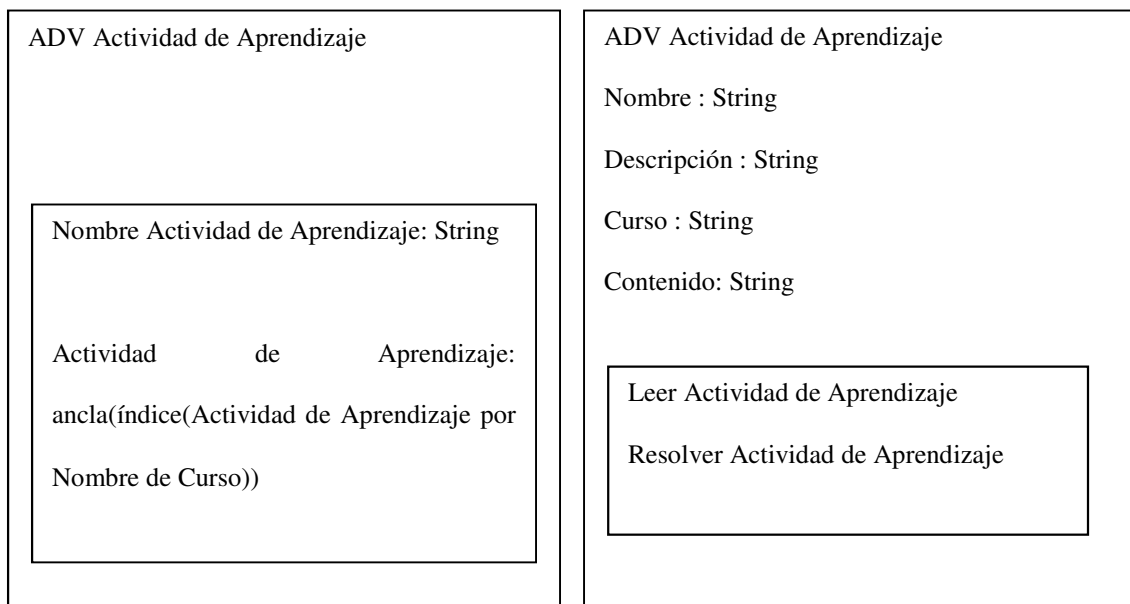 ADV Actividad de Aprendizaje
Nombre Actividad de Aprendizaje: String
Actividad de Aprendizaje:
ancla(índice(Actividad de Aprendizaje por
Nombre de Curso))
ADV Actividad de Aprendizaje
Nombre : String
Descripción : String
Curso : String
Contenido: String
Leer Actividad de Aprendizaje
Resolver Actividad de Aprendizaje